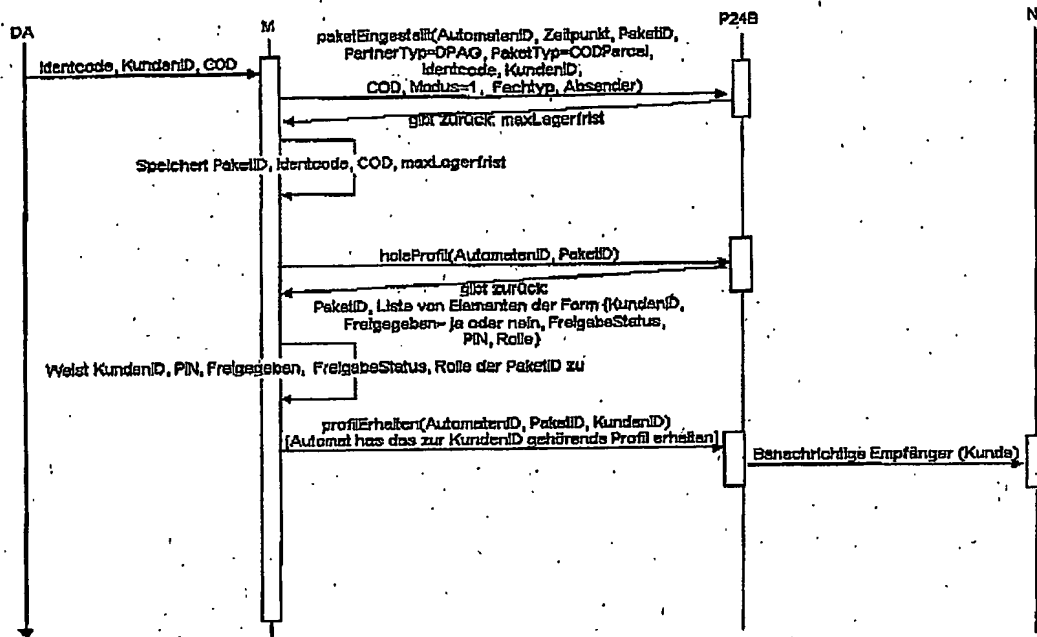 DA
M
P24B
N
paketEingestellt(AutomatenID, Zeitpunkt, PaketID,
PartnerTyp=DPAG, PaketTyp=CODParcel,
Identcode, KundenID, COD
Identcode, KundenID,
COD, Modus=1, Fachtyp, Absender)
gibt zurück: maxLagerfrist
Speichert PaketID, Identcode, COD, maxLagerfrist
holeProfil(AutomatenID, PaketID)
gibt zurück:
PaketID, Liste von Elementen der Form {KundenID,
Freigegeben- ja oder nein, FreigabeStatus,
PIN, Rolle}
Weist KundenID, PIN, Freigegeben, FreigabeStatus, Rolle der PaketID zu
profilErhalten(AutomatenID, PaketID, KundenID)
[Automat has das zur KundenID gehörende Profil erhalten]
Benachrichtige Empfänger (Kunde)